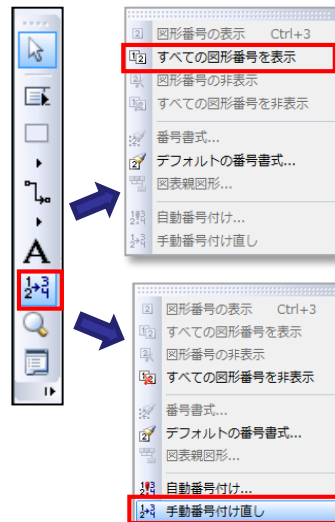 図形番号の表示 Ctrl+3
すべての図形番号を表示
図形番号の非表示
すべての図形番号を非表示
番号書式...
デフォルトの番号書式...
図表親図形...
自動番号付け...
手動番号付け直し
A
図形番号の表示 Ctrl+3
すべての図形番号を表示
図形番号の非表示
すべての図形番号を非表示
番号書式...
デフォルトの番号書式...
図表親図形...
自動番号付け...
手動番号付け直し